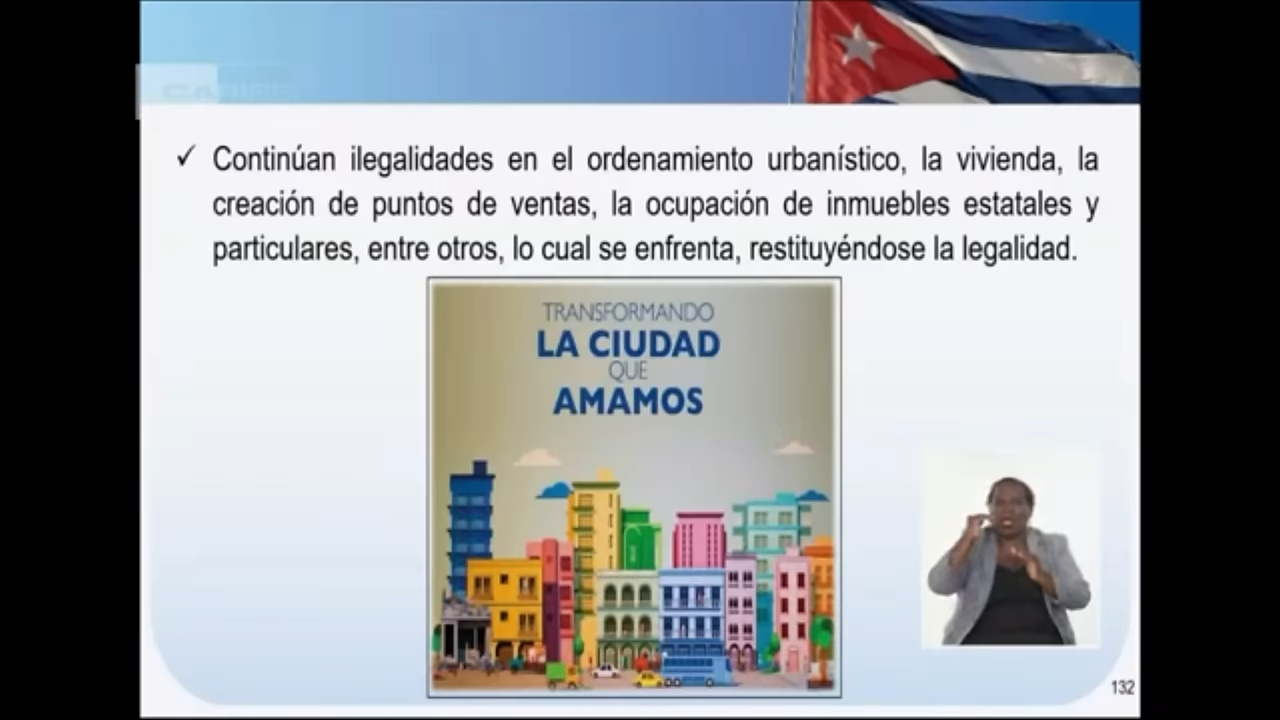 ✓ Continúan ilegalidades en el ordenamiento urbanístico, la vivienda, la
creación de puntos de ventas, la ocupación de inmuebles estatales y
particulares, entre otros, lo cual se enfrenta, restituyéndose la legalidad.
TRANSFORMANDO
LA CIUDAD
QUE
AMAMOS
132